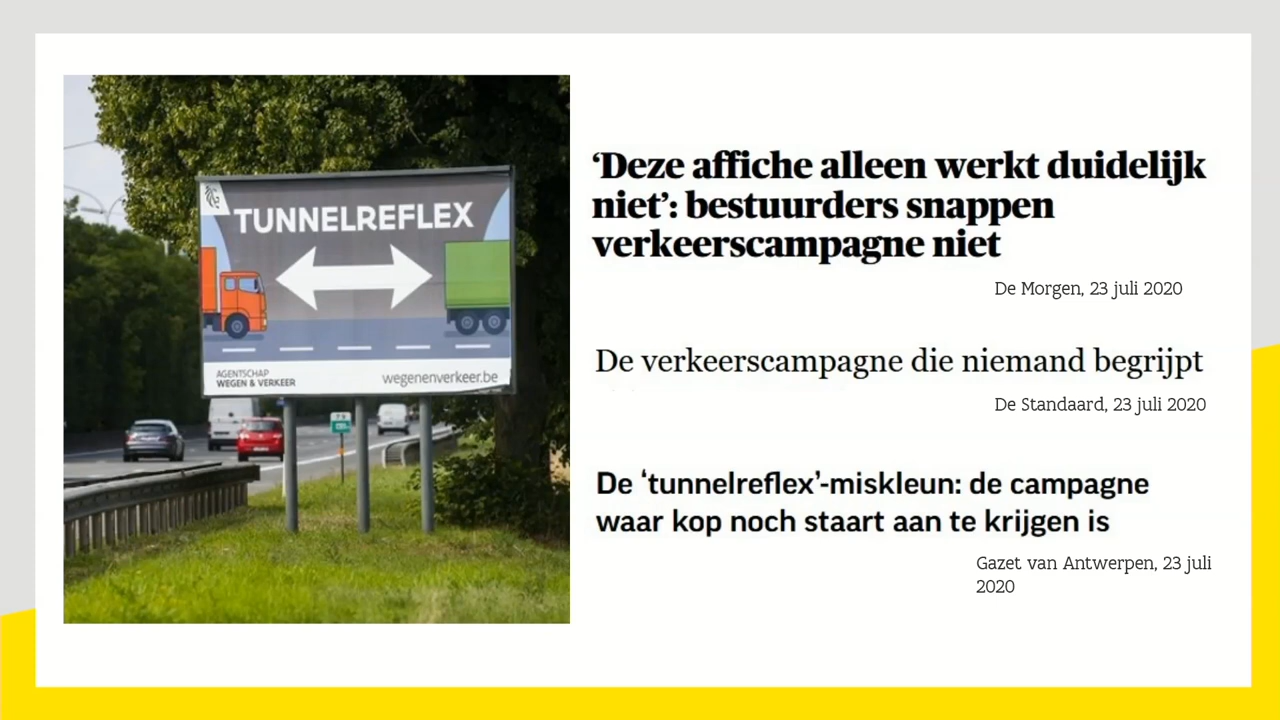 TUNNELREFLEX
AGENTSCHAP
WEGEN & VERKEER
wegenenverkeer.be
‘Deze affiche alleen werkt duidelijk
niet’: bestuurders snappen
verkeerscampagne niet
De Morgen, 23 juli 2020
De verkeerscampagne die niemand begrijpt
De Standaard, 23 juli 2020
De ‘tunnelreflex’-miskleun: de campagne
waar kop noch staart aan te krijgen is
Gazet van Antwerpen, 23 juli
2020